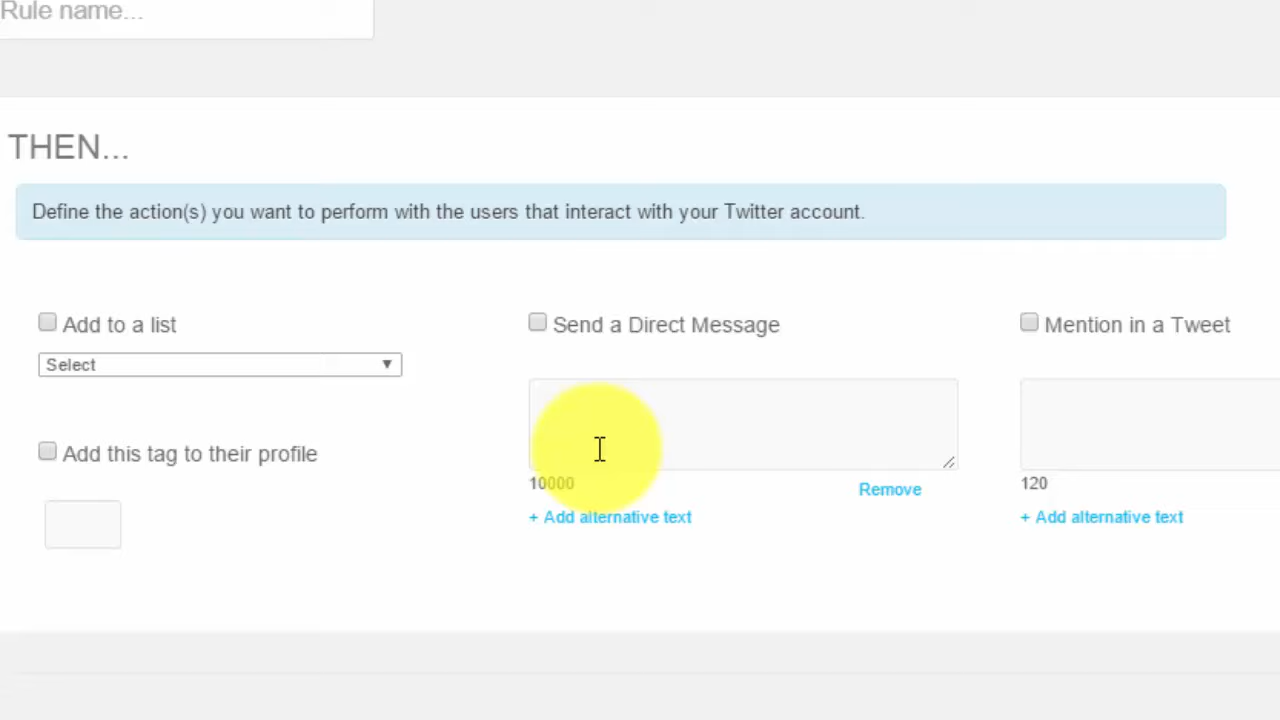 Rule name...
THEN...
Define the action(s) you want to perform with the users that interact with your Twitter account.
Add to a list
Select
Add this tag to their profile
Send a Direct Message
10000
Remove
+ Add alternative text
Mention in a Tweet
120
+ Add alternative text